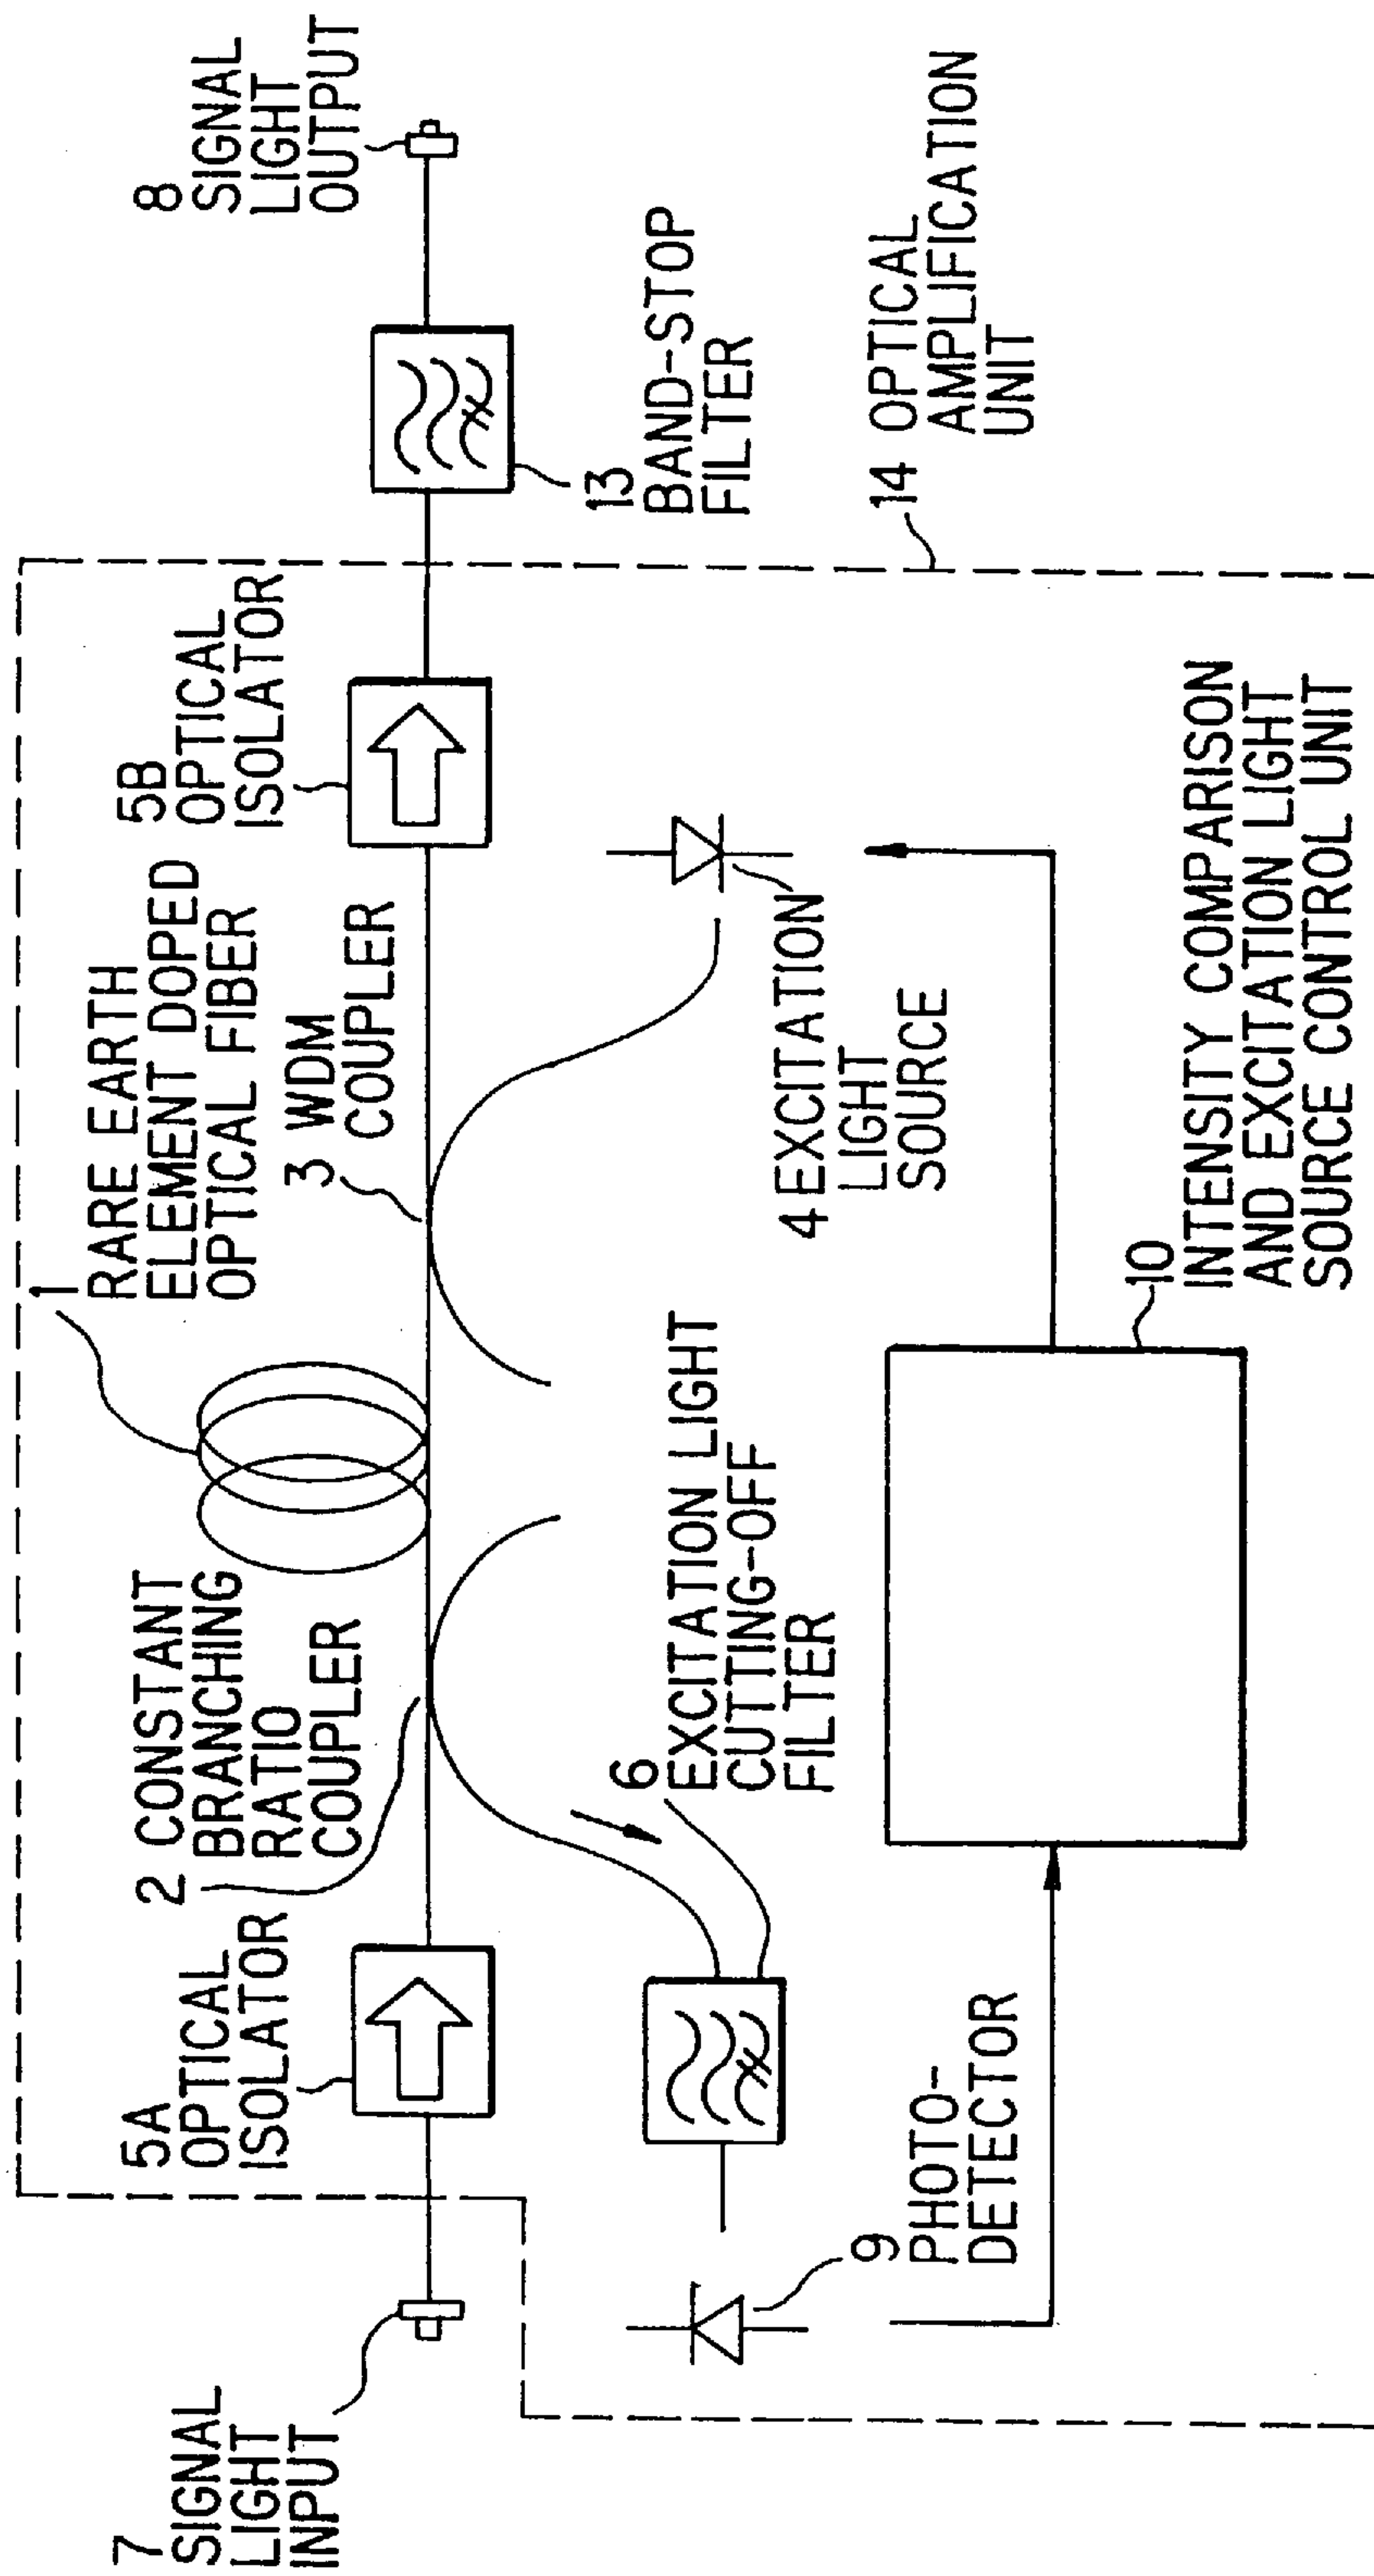 7
SIGNAL
LIGHT
INPUT
5A
OPTICAL
ISOLATOR
2 CONSTANT
BRANCHING
RATIO
COUPLER
1
RARE EARTH
ELEMENT DOPED
OPTICAL FIBER
3 WDM
COUPLER
5B
OPTICAL
ISOLATOR
8
SIGNAL
LIGHT
OUTPUT
13
BAND-STOP
FILTER
14 OPTICAL
AMPLIFICATION
UNIT
6
EXCITATION LIGHT
CUTTING-OFF
FILTER
4 EXCITATION
LIGHT
SOURCE
9
PHOTO-
DETECTOR
10
INTENSITY COMPARISON
AND EXCITATION LIGHT
SOURCE CONTROL UNIT